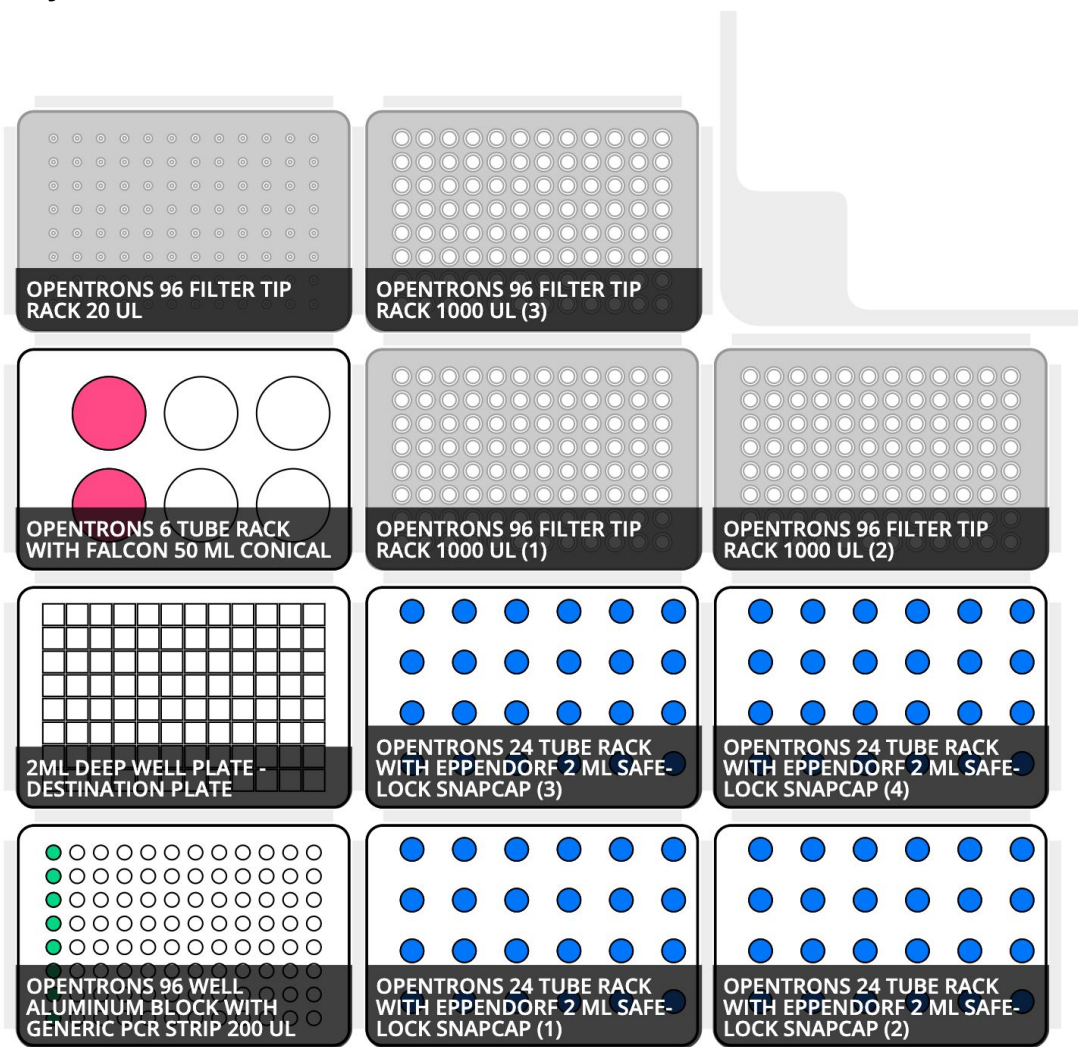 OPENTRONS 96 FILTER TIP
RACK 20 UL
OPENTRONS 96 FILTER TIP
RACK 1000 UL (3)
OPENTRONS 6 TUBE RACK
WITH FALCON 50 ML CONICAL
OPENTRONS 96 FILTER TIP
RACK 1000 UL (1)
OPENTRONS 96 FILTER TIP
RACK 1000 UL (2)
2ML DEEP WELL PLATE -
DESTINATION PLATE
OPENTRONS 24 TUBE RACK
WITH EPPENDORF 2 ML SAFE-
LOCK SNAPCAP (3)
OPENTRONS 24 TUBE RACK
WITH EPPENDORF 2 ML SAFE-
LOCK SNAPCAP (4)
OPENTRONS 96 WELL
ALUMINUM BLOCK WITH
GENERIC PCR STRIP 200 UL
OPENTRONS 24 TUBE RACK
WITH EPPENDORF 2 ML SAFE-
LOCK SNAPCAP (1)
OPENTRONS 24 TUBE RACK
WITH EPPENDORF 2 ML SAFE-
LOCK SNAPCAP (2)